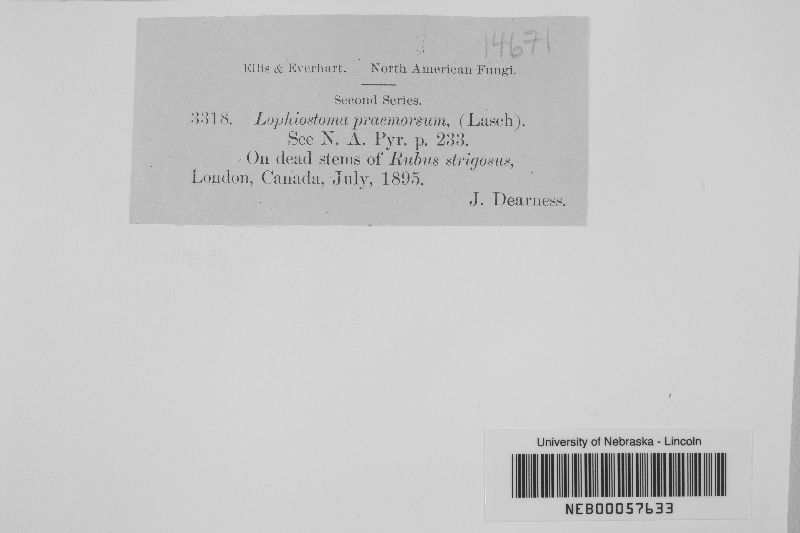 14671
Ellis & Everhart. North American Fungi.
Second Series.
3318. Lophiostoma praemorsum, (Lasch).
See N. A. Pyr. p. 233.
On dead stems of Rubus strigosus,
London, Canada, July, 1895.
J. Dearness.
University of Nebraska - Lincoln
NEB00057633